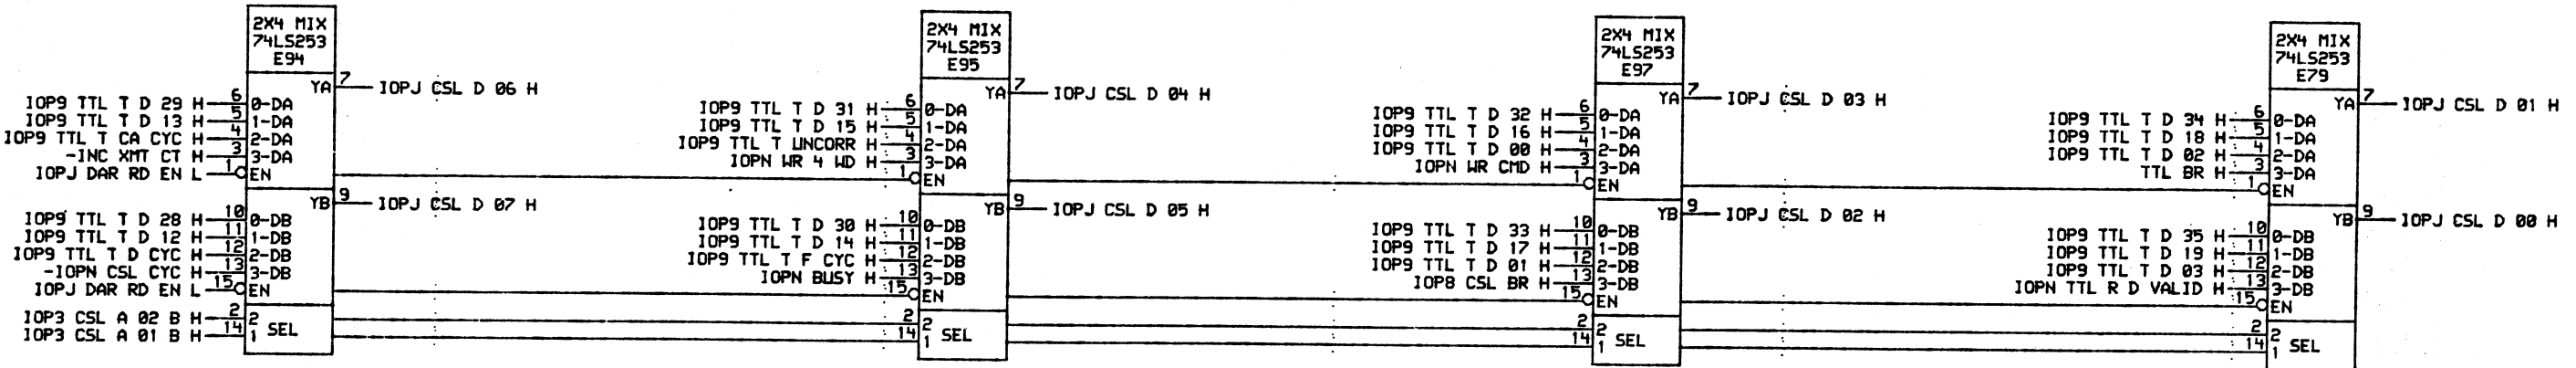 2X4 MIX
74LS253
E94
YA 7 IOPJ CSL D 06 H
IOP9 TTL T D 29 H 6 0-DA
IOP9 TTL T D 13 H 5 1-DA
IOP9 TTL T CA CYC H 4 2-DA
-INC XMT CT H 3 3-DA
IOPJ DAR RD EN L 1 EN
YB 9 IOPJ CSL D 07 H
IOP9 TTL T D 28 H 10 0-DB
IOP9 TTL T D 12 H 11 1-DB
IOP9 TTL T D CYC H 12 2-DB
-IOPN CSL CYC H 13 3-DB
IOPJ DAR RD EN L 15 EN
IOP3 CSL A 02 B H 2 2
IOP3 CSL A 01 B H 14 1 SEL
2X4 MIX
74LS253
E95
YA 7 IOPJ CSL D 04 H
IOP9 TTL T D 31 H 6 0-DA
IOP9 TTL T D 15 H 5 1-DA
IOP9 TTL T UNCORR H 4 2-DA
IOPN WR 4 WD H 3 3-DA
1 EN
YB 9 IOPJ CSL D 05 H
IOP9 TTL T D 30 H 10 0-DB
IOP9 TTL T D 14 H 11 1-DB
IOP9 TTL T F CYC H 12 2-DB
IOPN BUSY H 13 3-DB
15 EN
2 2
14 1 SEL
2X4 MIX
74LS253
E97
YA 7 IOPJ CSL D 03 H
IOP9 TTL T D 32 H 6 0-DA
IOP9 TTL T D 16 H 5 1-DA
IOP9 TTL T D 00 H 4 2-DA
IOPN WR CMD H 3 3-DA
1 EN
YB 9 IOPJ CSL D 02 H
IOP9 TTL T D 33 H 10 0-DB
IOP9 TTL T D 17 H 11 1-DB
IOP9 TTL T D 01 H 12 2-DB
IOP8 CSL BR H 13 3-DB
15 EN
2 2
14 1 SEL
2X4 MIX
74LS253
E79
YA 7 IOPJ CSL D 01 H
IOP9 TTL T D 34 H 6 0-DA
IOP9 TTL T D 18 H 5 1-DA
IOP9 TTL T D 02 H 4 2-DA
TTL BR H 3 3-DA
1 EN
YB 9 IOPJ CSL D 00 H
IOP9 TTL T D 35 H 10 0-DB
IOP9 TTL T D 19 H 11 1-DB
IOP9 TTL T D 03 H 12 2-DB
IOPN TTL R D VALID H 13 3-DB
15 EN
2 2
14 1 SEL